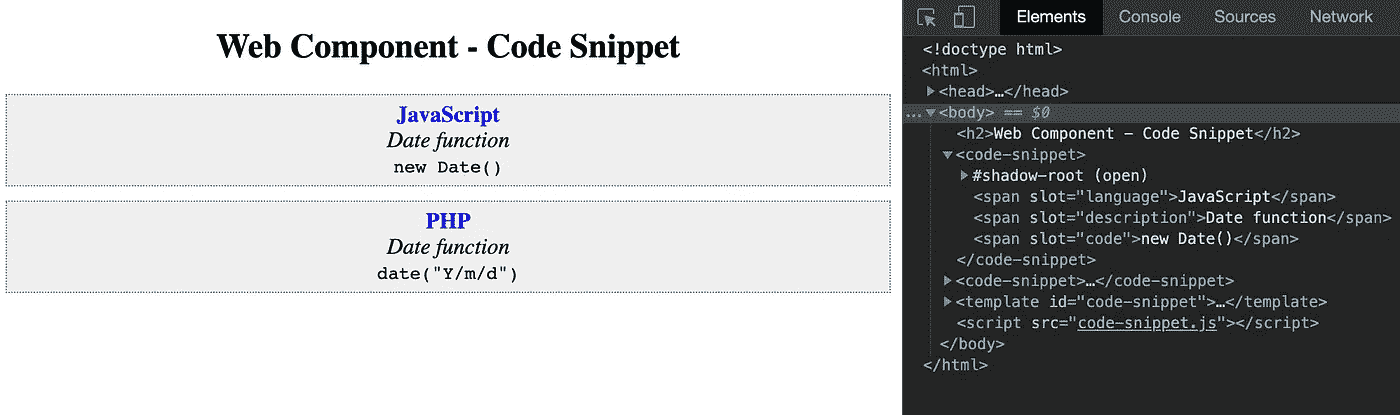 Web Component - Code Snippet
JavaScript
Date function
new Date()
PHP
Date function
date("Y/m/d")
Elements Console Sources Network
<!doctype html>
<html>
<head>…</head>
… <body> == $0
<h2>Web Component – Code Snippet</h2>
<code-snippet>
#shadow-root (open)
<span slot="language">JavaScript</span>
<span slot="description">Date function</span>
<span slot="code">new Date()</span>
</code-snippet>
<code-snippet>…</code-snippet>
<template id="code-snippet">…</template>
<script src="code-snippet.js"></script>
</body>
</html>